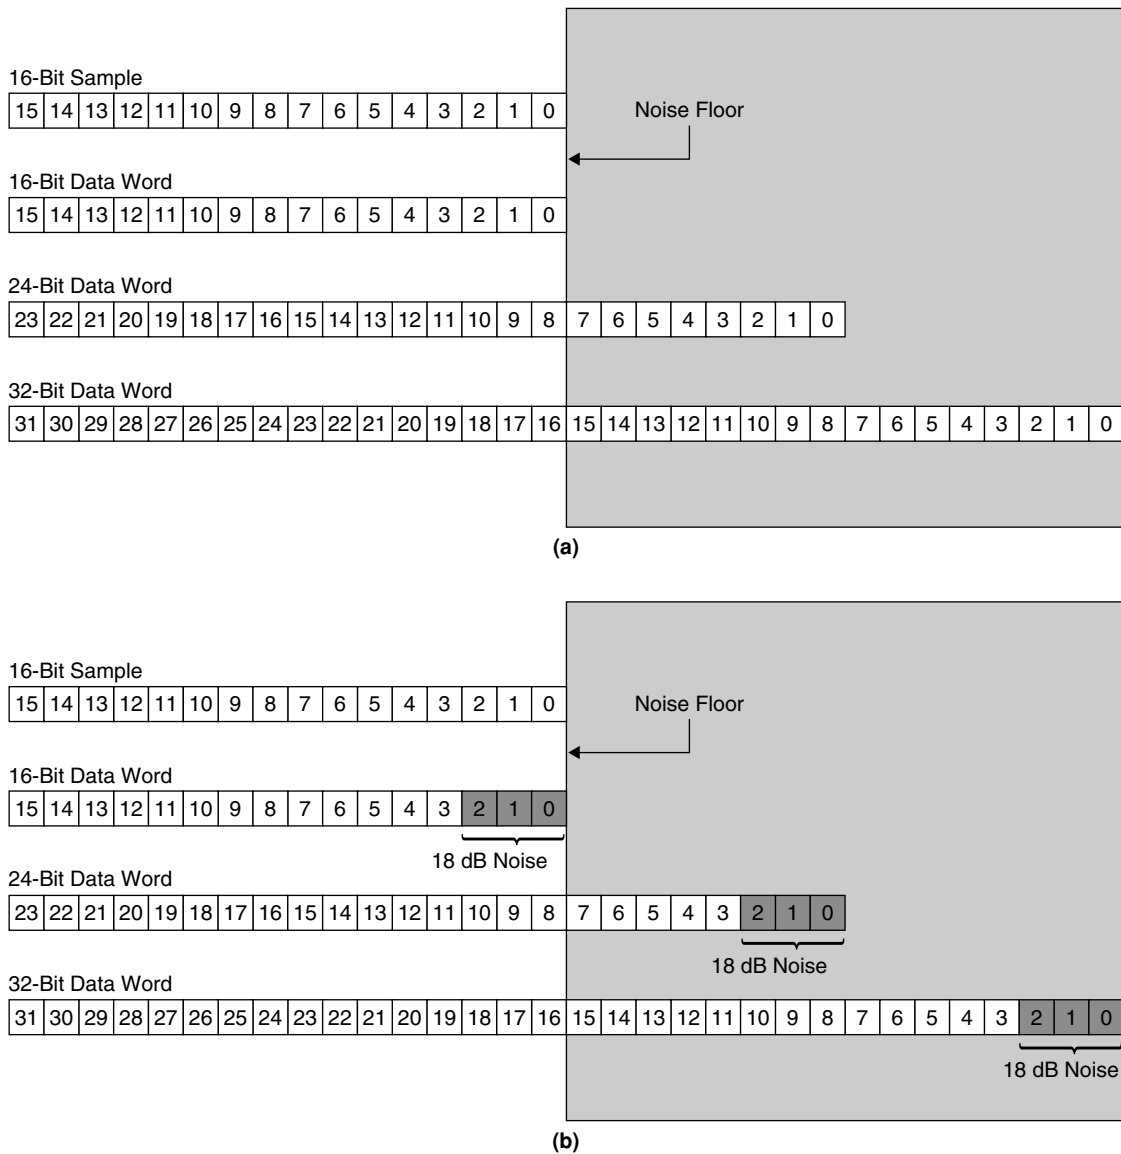 16-Bit Sample
15 14 13 12 11 10 9 8 7 6 5 4 3 2 1 0
Noise Floor
16-Bit Data Word
15 14 13 12 11 10 9 8 7 6 5 4 3 2 1 0
24-Bit Data Word
23 22 21 20 19 18 17 16 15 14 13 12 11 10 9 8 7 6 5 4 3 2 1 0
32-Bit Data Word
31 30 29 28 27 26 25 24 23 22 21 20 19 18 17 16 15 14 13 12 11 10 9 8 7 6 5 4 3 2 1 0
(a)
16-Bit Sample
15 14 13 12 11 10 9 8 7 6 5 4 3 2 1 0
Noise Floor
16-Bit Data Word
15 14 13 12 11 10 9 8 7 6 5 4 3 2 1 0
18 dB Noise
24-Bit Data Word
23 22 21 20 19 18 17 16 15 14 13 12 11 10 9 8 7 6 5 4 3 2 1 0
18 dB Noise
32-Bit Data Word
31 30 29 28 27 26 25 24 23 22 21 20 19 18 17 16 15 14 13 12 11 10 9 8 7 6 5 4 3 2 1 0
18 dB Noise
(b)